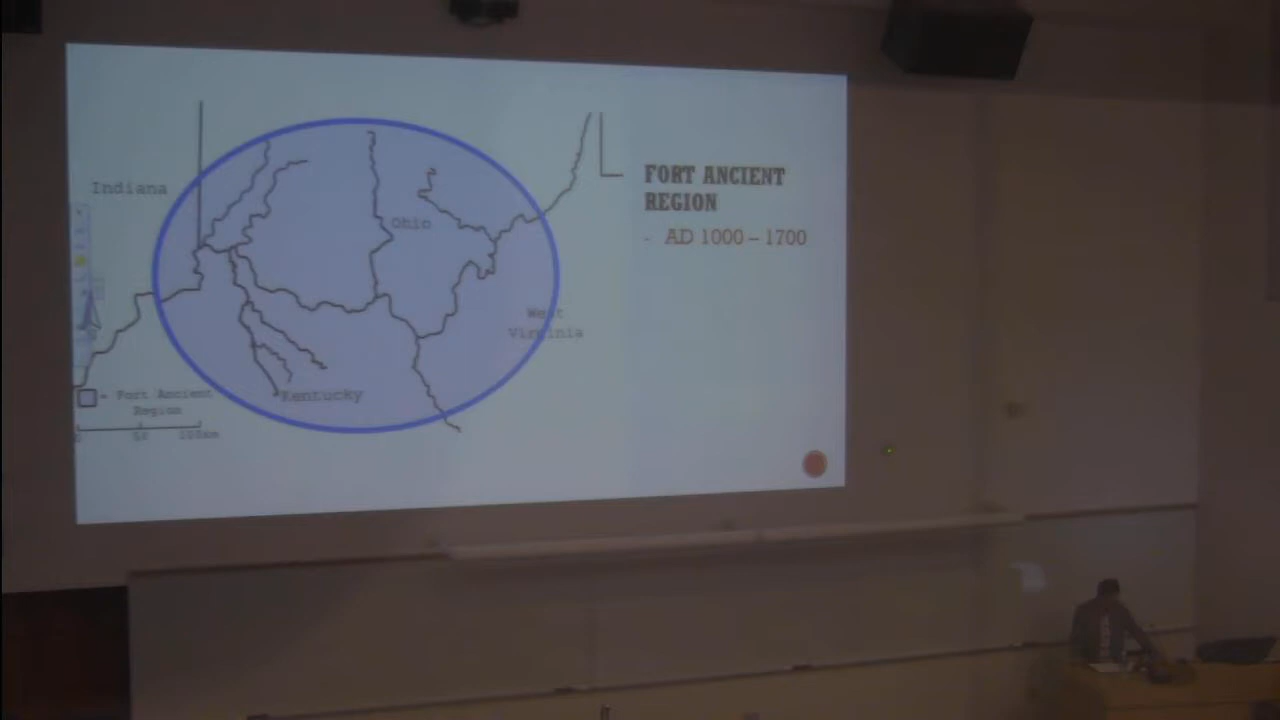 FORT ANCIENT
REGION
- AD 1000 – 1700
Indiana
Ohio
West
Virginia
Kentucky
= Fort Ancient
Region
0 50 100km